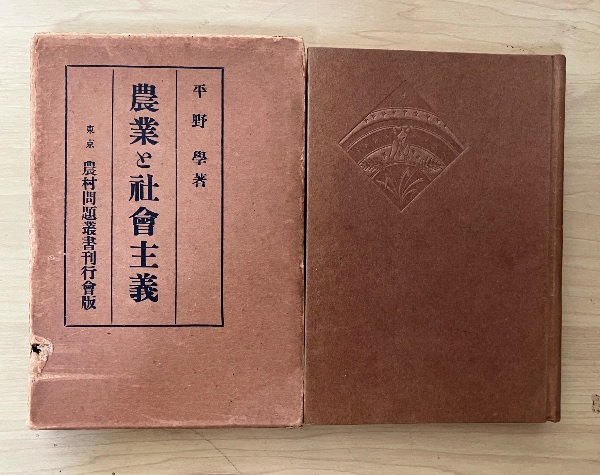 平野學著
農業と社會主義
東京 農村問題叢書刊行會版